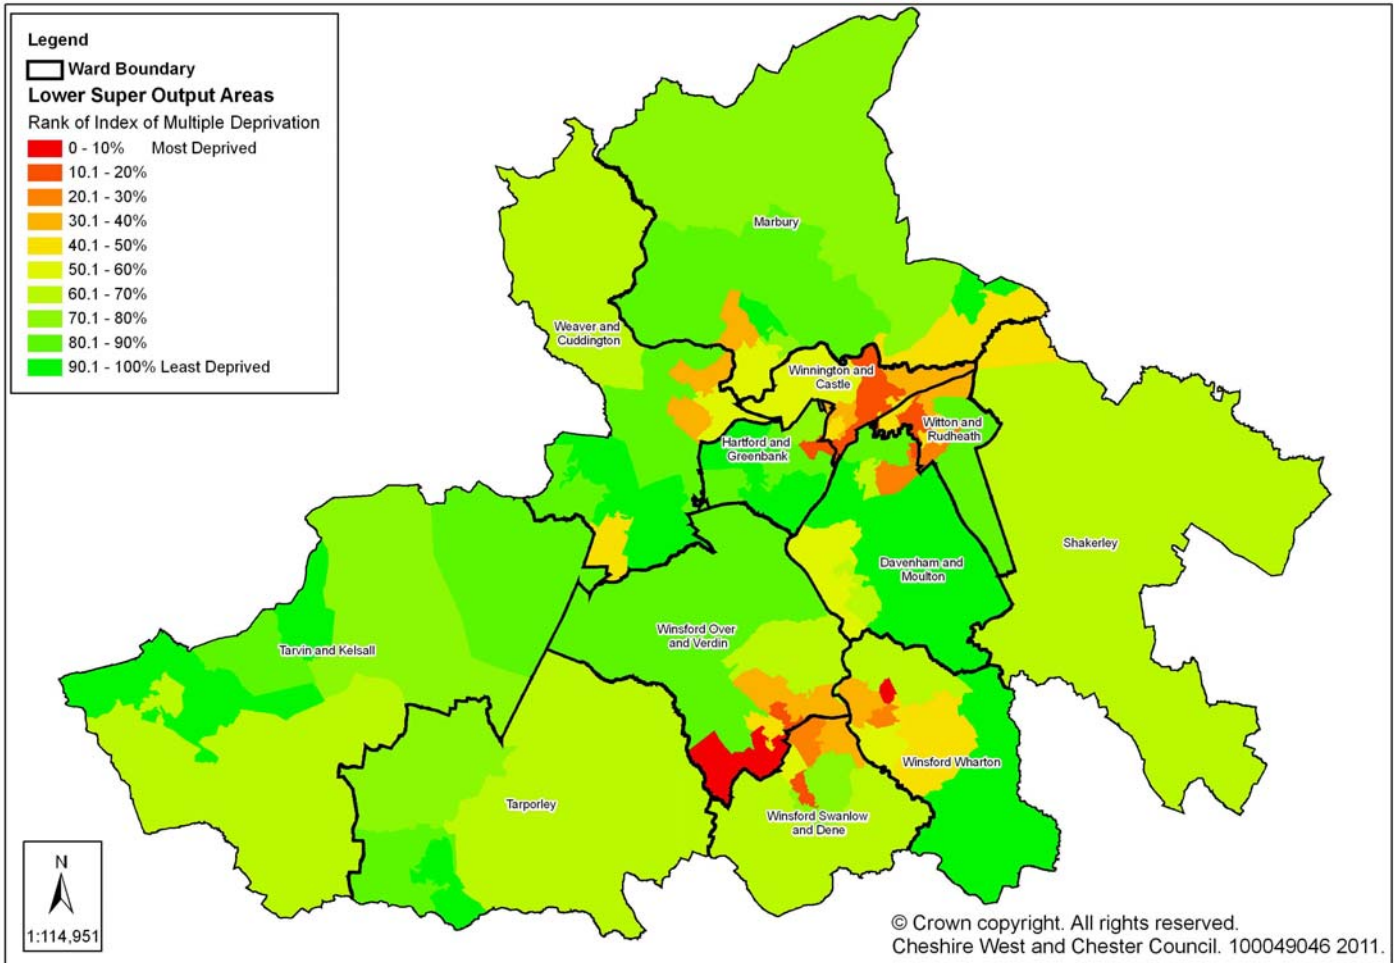 Legend
Ward Boundary
Lower Super Output Areas
Rank of Index of Multiple Deprivation
0 - 10% Most Deprived
10.1 - 20%
20.1 - 30%
30.1 - 40%
40.1 - 50%
50.1 - 60%
60.1 - 70%
70.1 - 80%
80.1 - 90%
90.1 - 100% Least Deprived
Marbury
Weaver and
Cuddington
Winnington and
Castle
Witton and
Rudheath
Hartford and
Greenbank
Shakerley
Davenham and
Moulton
Winsford Over
and Verdin
Tarvin and Kelsall
Winsford Wharton
Tarporley
Winsford Swanlow
and Dene
N
1:114,951
© Crown copyright. All rights reserved.
Cheshire West and Chester Council. 100049046 2011.